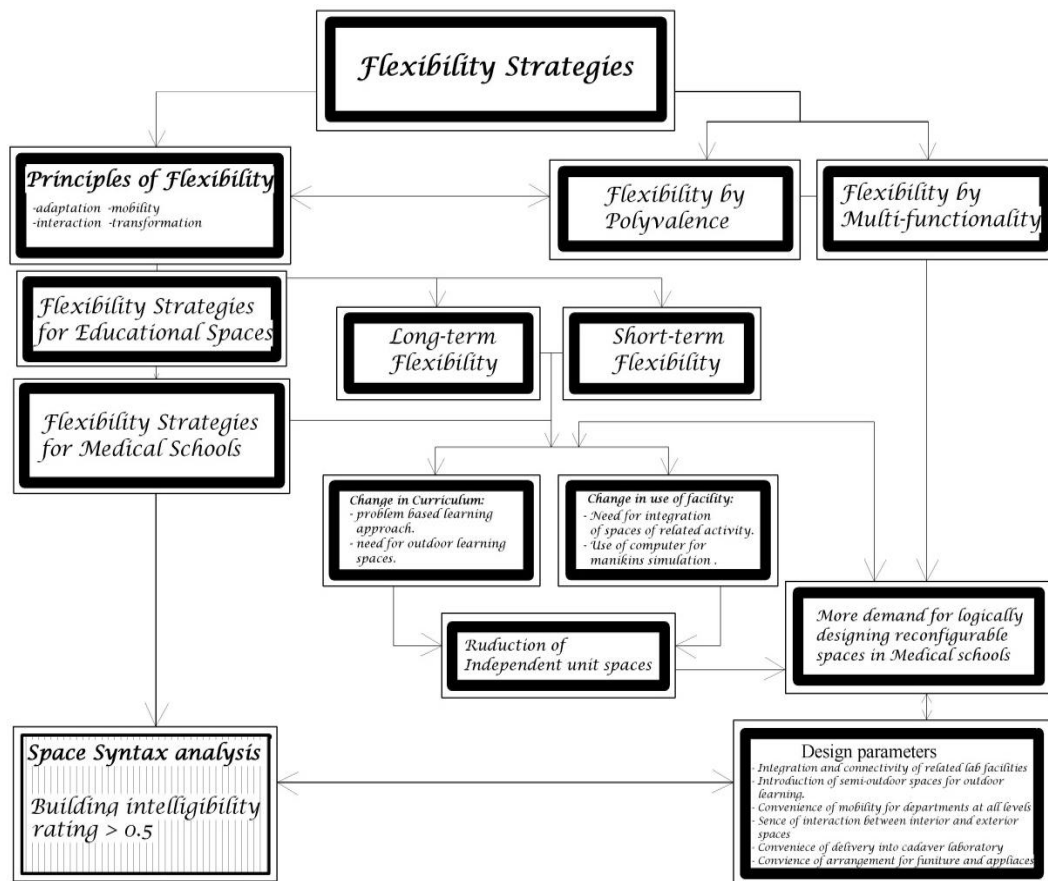 Flexibility Strategies
Principles of Flexibility
-adaptation -mobility
-interaction -transformation
Flexibility by
Polyvalence
Flexibility by
Multi-functionality
Flexibility Strategies
for Educational Spaces
Long-term
Flexibility
Short-term
Flexibility
Flexibility Strategies
for Medical Schools
Change in Curriculum:
- problem based learning
approach.
- need for outdoor learning
spaces.
Change in use of facility:
- Need for integration
of spaces of related activity.
- Use of computer for
manikins simulation .
More demand for logically
designing reconfigurable
spaces in Medical schools
Ruduction of
Independent unit spaces
Space Syntax analysis
Building intelligibility
rating > 0.5
Design parameters
- Integration and connectivity of related lab facilities
- Introduction of semi-outdoor spaces for outdoor
learning.
- Convenience of mobility for departments at all levels
- Sence of interaction between interior and exterior
spaces
- Conveniece of delivery into cadaver laboratory
- Convience of arrangement for funiture and appliaces